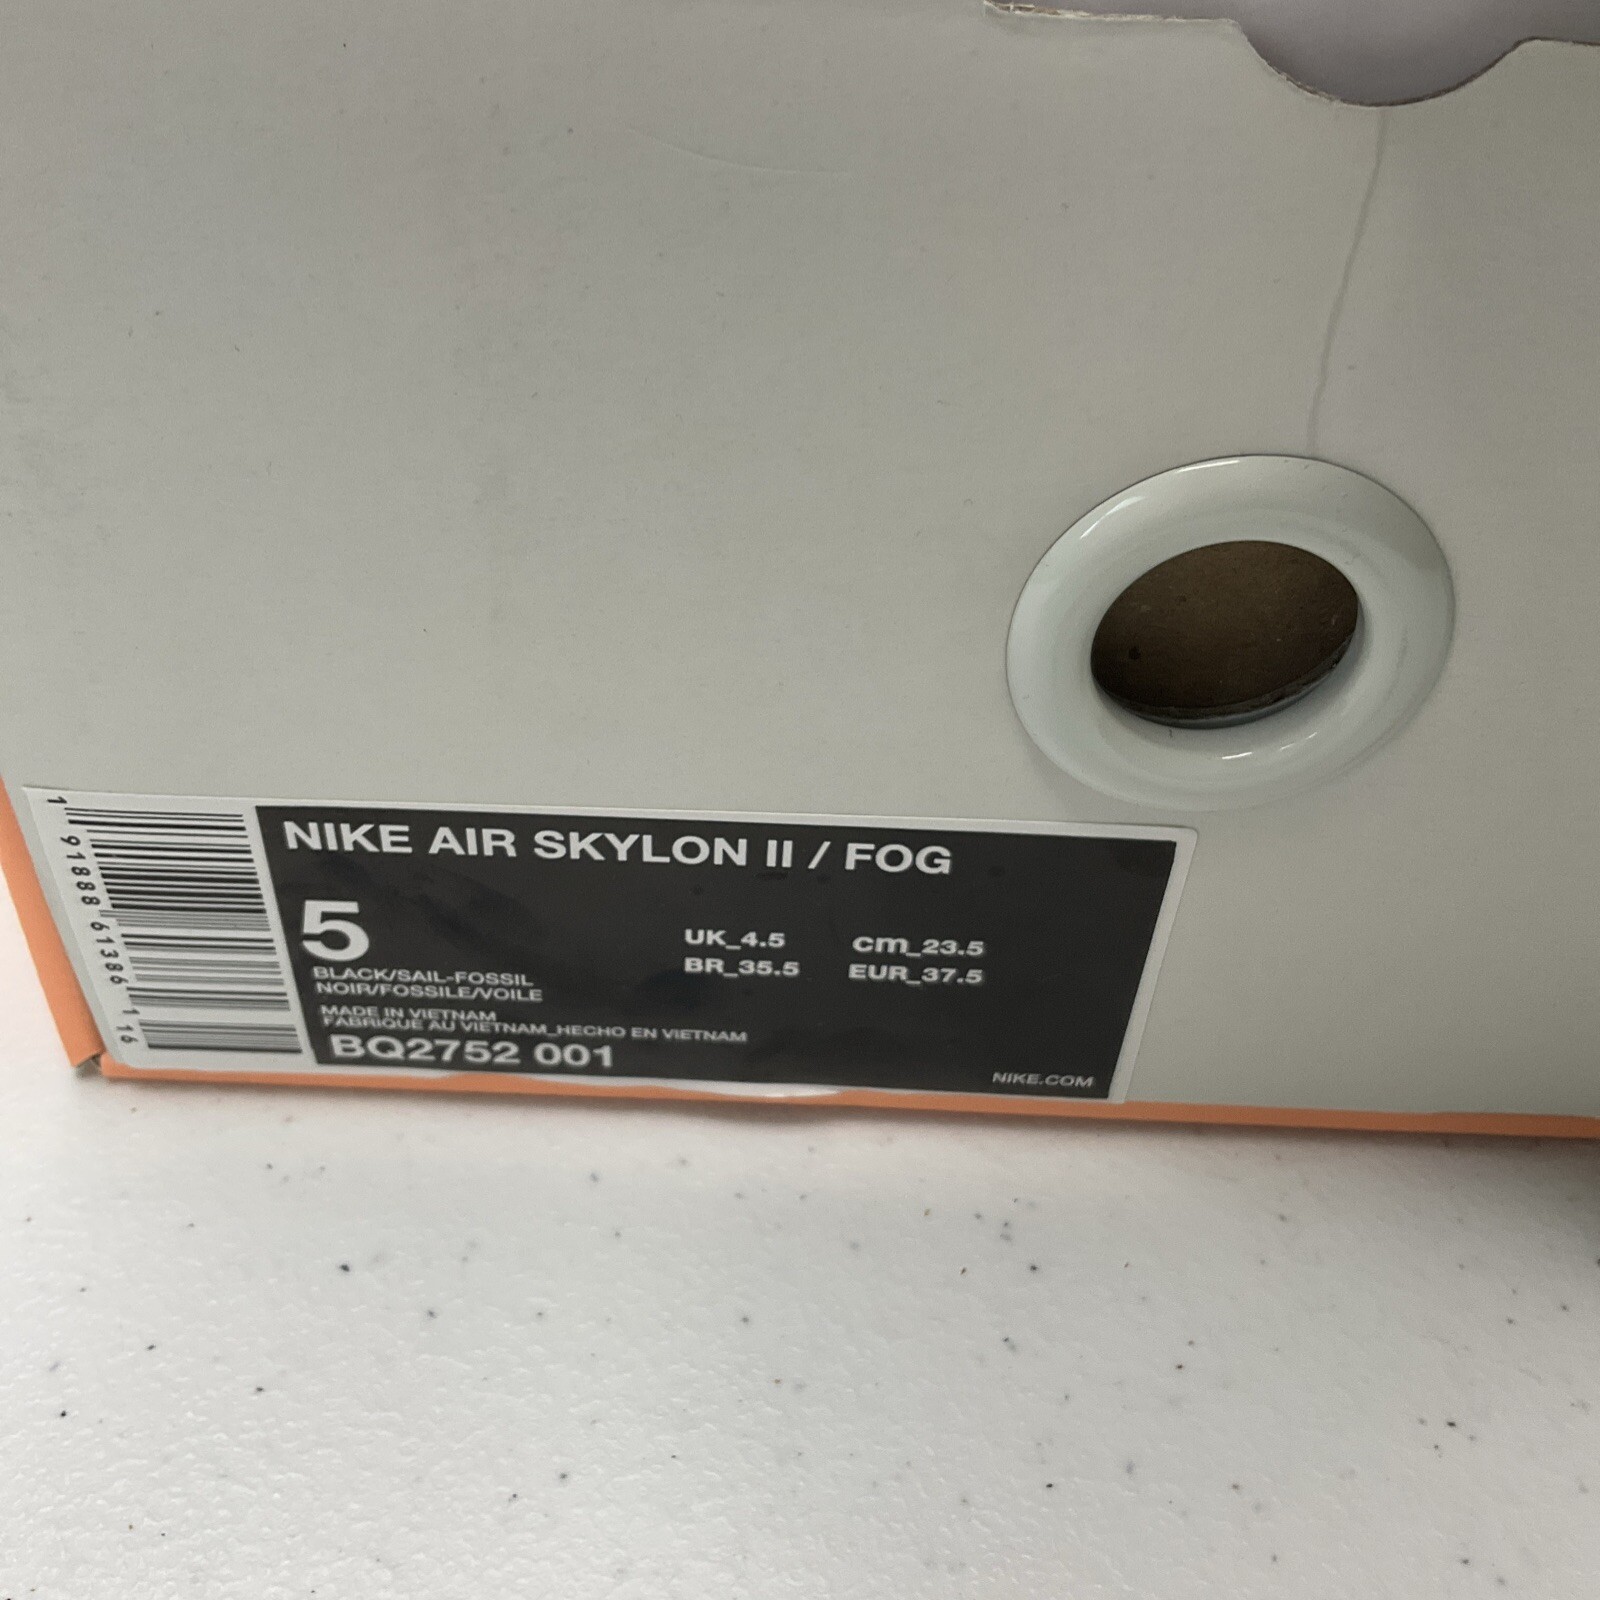 NIKE AIR SKYLON II / FOG
5
UK_4.5 cm_23.5
BR_35.5 EUR_37.5
BLACK/SAIL-FOSSIL
NOIR/FOSSILE/VOILE
MADE IN VIETNAM
FABRIQUE AU VIETNAM_HECHO EN VIETNAM
BQ2752 001
NIKE.COM
1 91888 61386 1 16